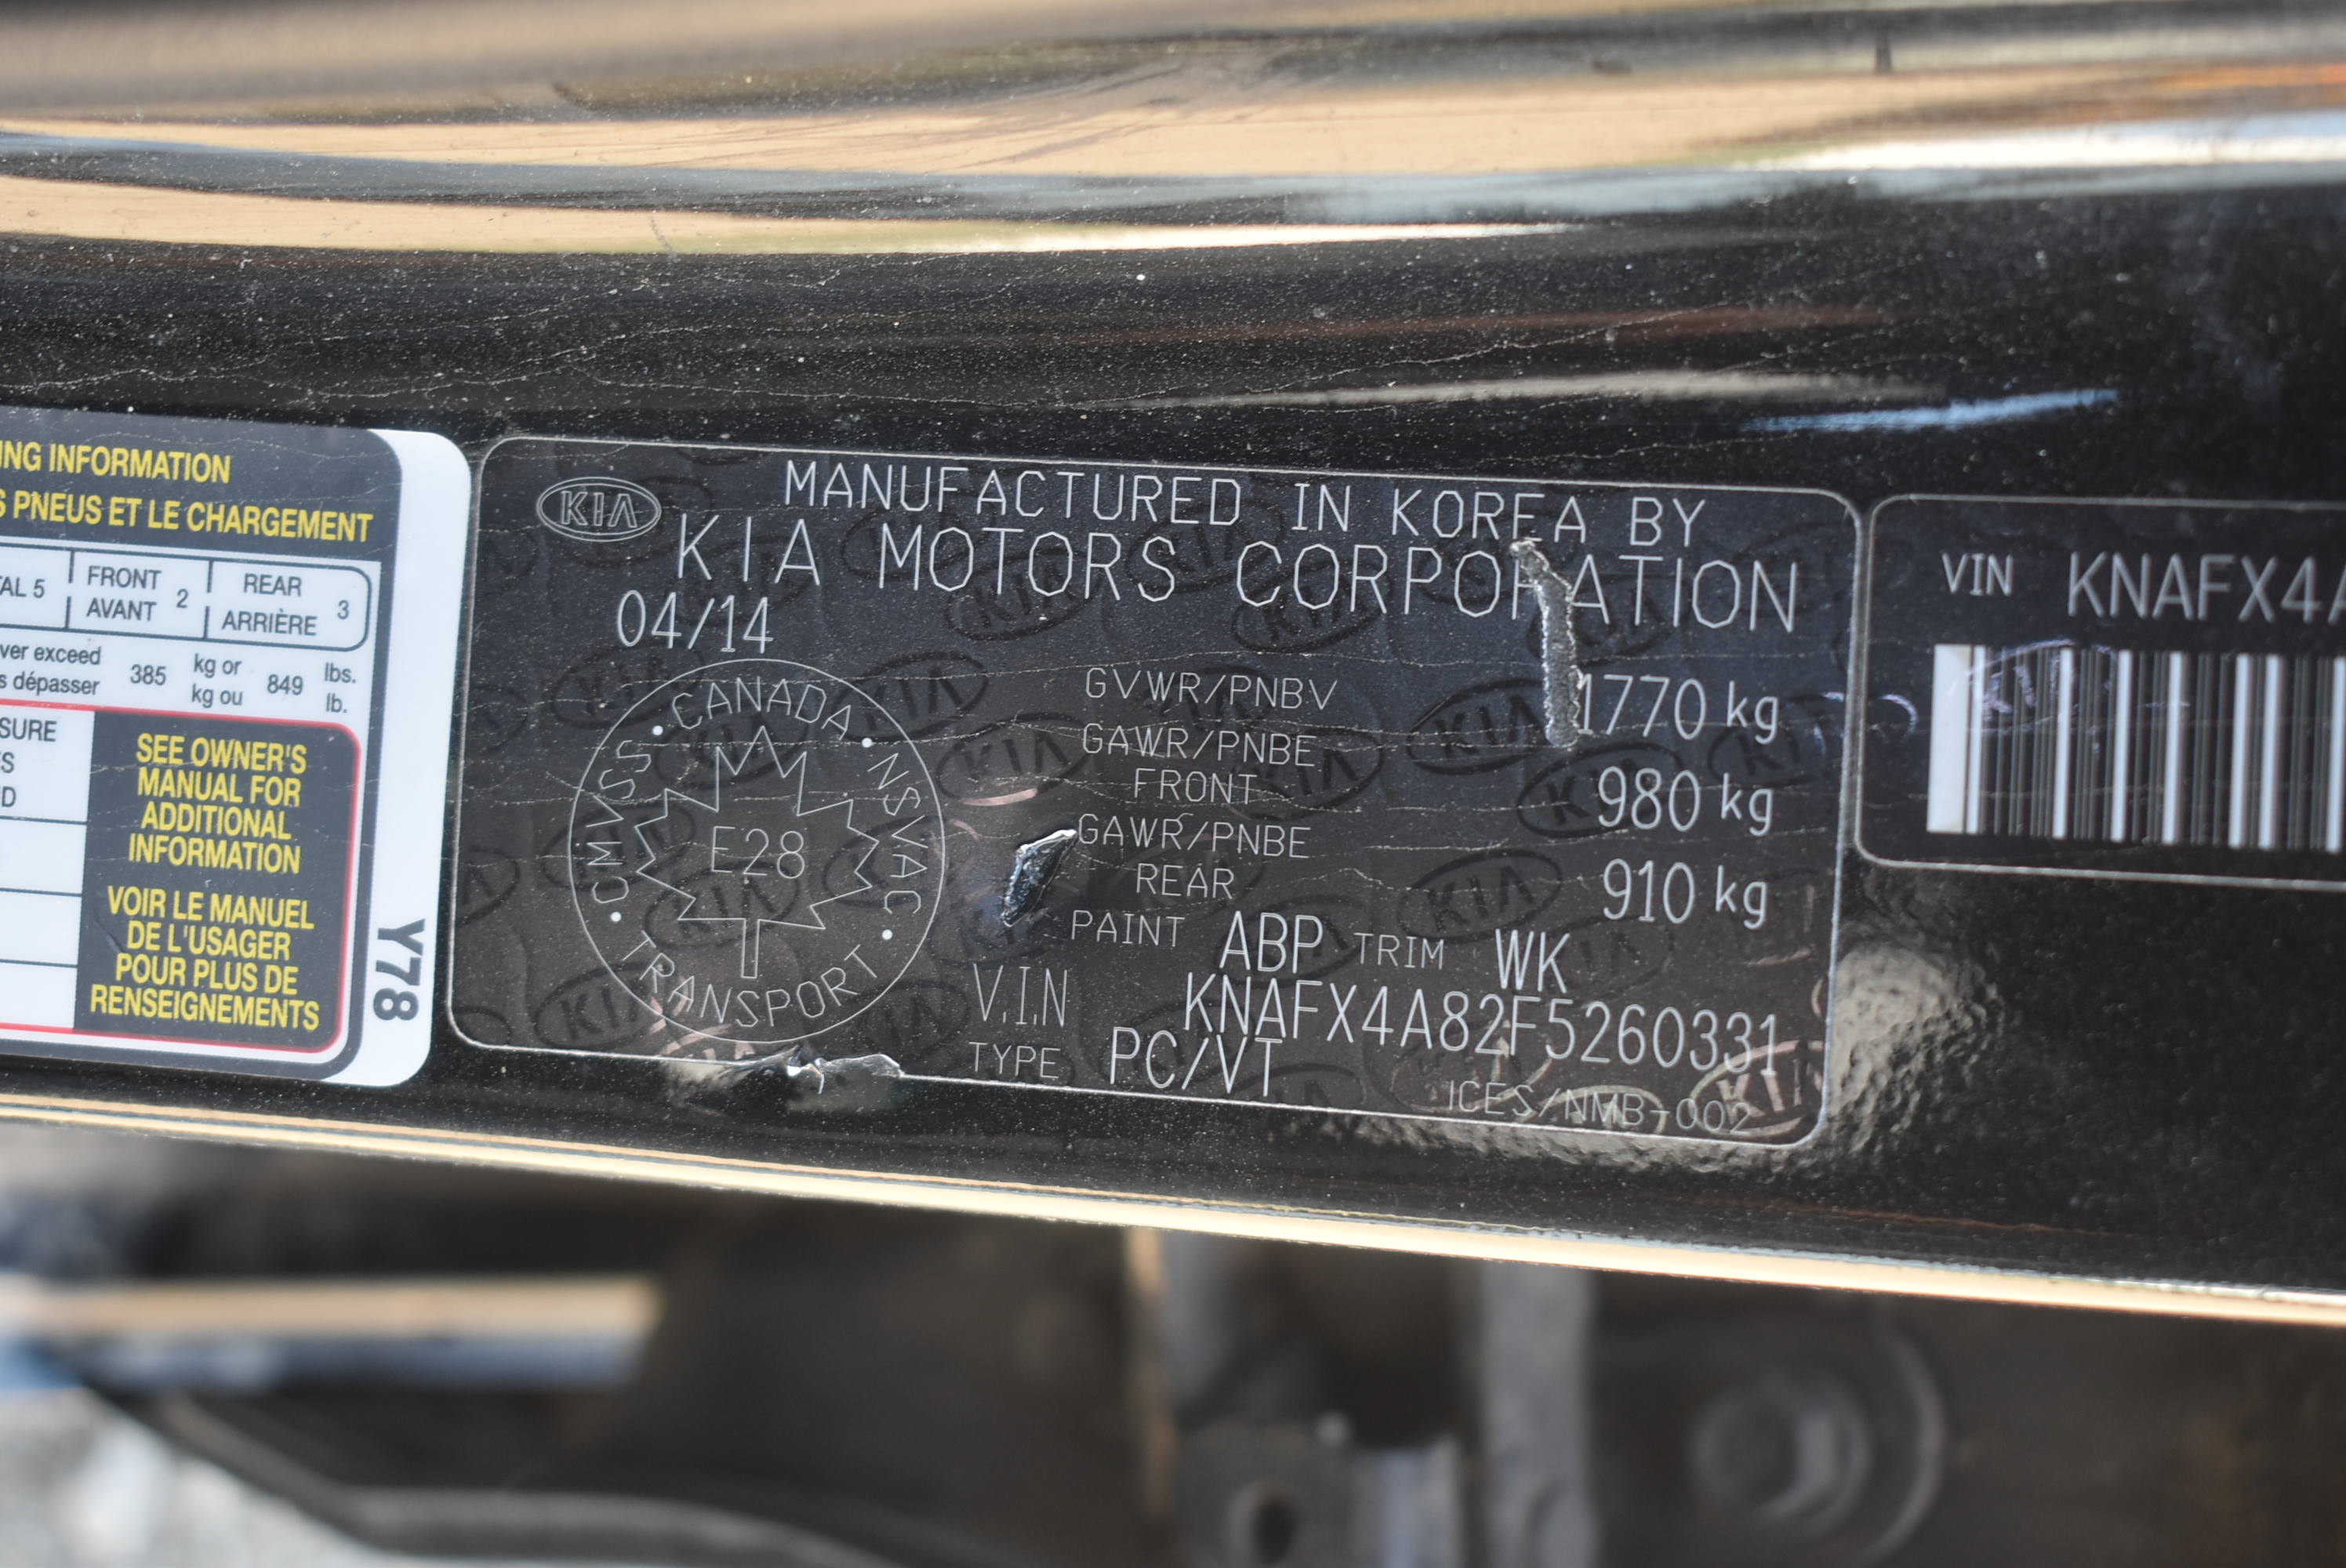 ING INFORMATION
S PNEUS ET LE CHARGEMENT
TAL 5 FRONT AVANT 2 REAR ARRIÈRE 3
ver exceed 385 kg or 849 lbs.
s dépasser kg ou lb.
SURE
S
D
SEE OWNER'S
MANUAL FOR
ADDITIONAL
INFORMATION
VOIR LE MANUEL
DE L'USAGER
POUR PLUS DE
RENSEIGNEMENTS
Y78
KIA
MANUFACTURED IN KOREA BY
KIA MOTORS CORPORATION
04/14
CANADA
CMVSS
NSVAC
E28
TRANSPORT
GVWR/PNBV 1770 kg
GAWR/PNBE
FRONT 980 kg
GAWR/PNBE
REAR 910 kg
PAINT ABP TRIM WK
V.I.N KNAFX4A82F5260331
TYPE PC/VT
ICES/NMB-002
VIN KNAFX4A